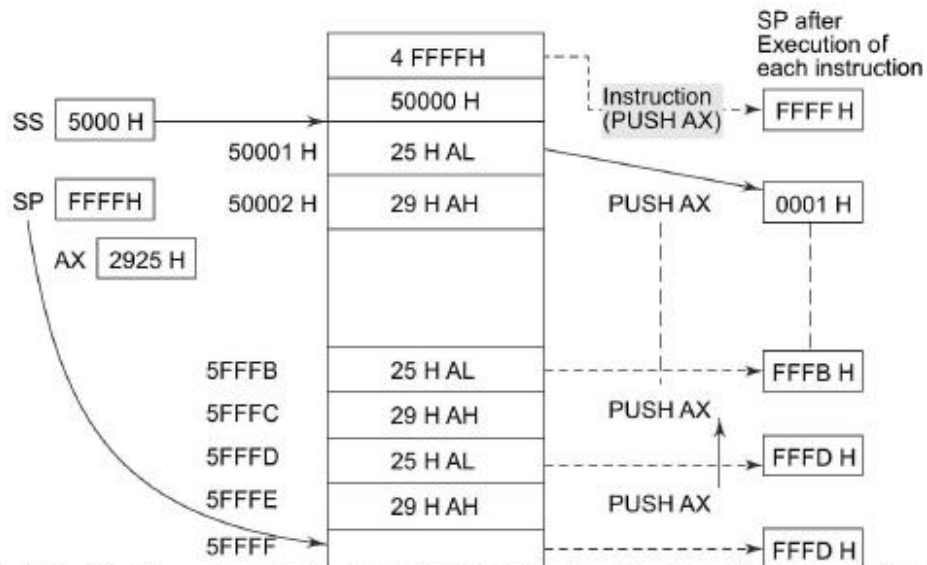 SP after
Execution of
each instruction
4 FFFFH
Instruction
(PUSH AX)
FFFF H
50000 H
SS 5000 H
50001 H 25 H AL
SP FFFFH 50002 H 29 H AH PUSH AX 0001 H
AX 2925 H
5FFFB 25 H AL FFFB H
5FFFC 29 H AH PUSH AX
5FFFD 25 H AL FFFD H
5FFFE 29 H AH PUSH AX
5FFFF FFFD H